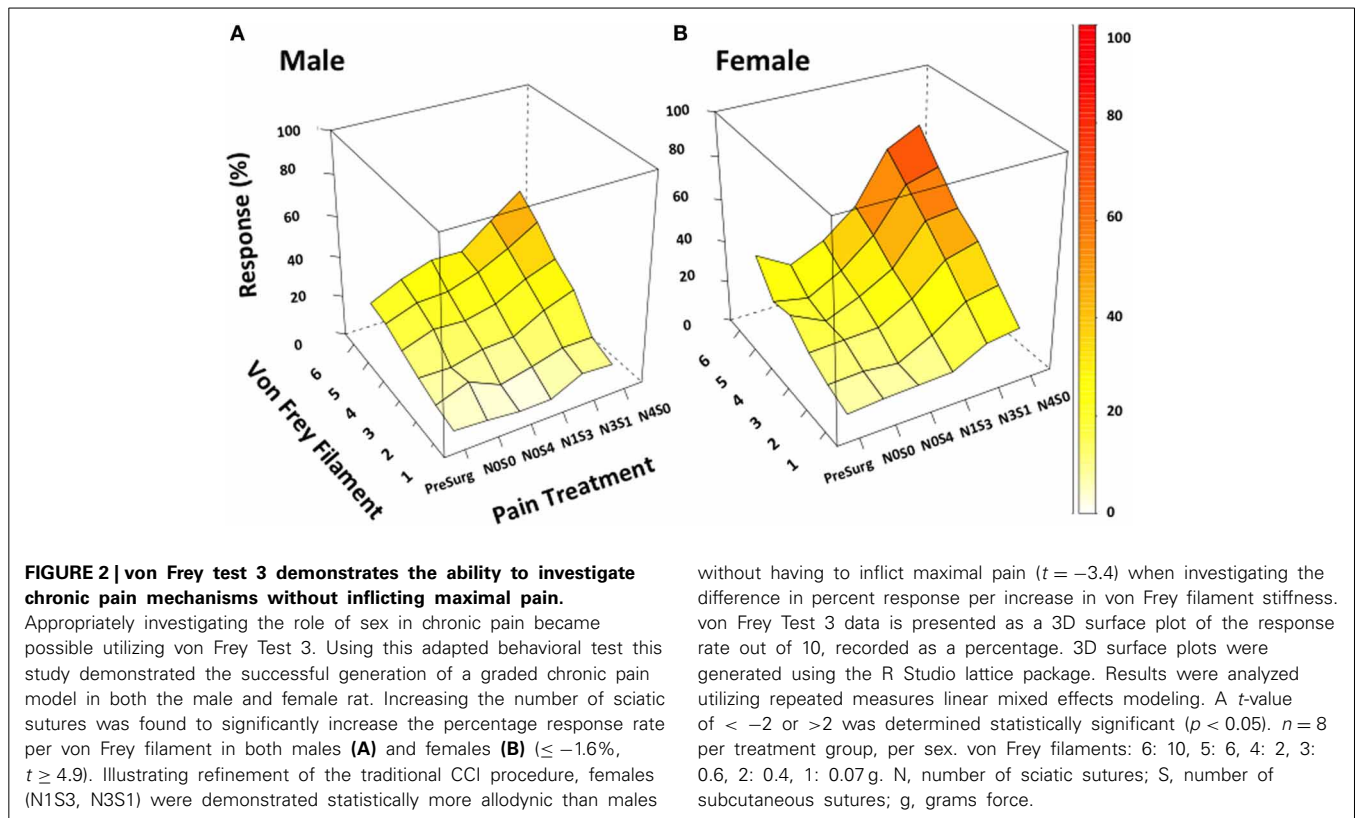 A
Male
100
80
60
40
20
0
Response (%)
6
5
4
3
2
1
Von Frey Filament
PreSurg
N0S0
N0S4
N1S3
N3S1
N4S0
Pain Treatment
B
Female
100
80
60
40
20
0
6
5
4
3
2
1
PreSurg
N0S0
N0S4
N1S3
N3S1
N4S0
100
80
60
40
20
0
FIGURE 2 | von Frey test 3 demonstrates the ability to investigate
chronic pain mechanisms without inflicting maximal pain.
Appropriately investigating the role of sex in chronic pain became
possible utilizing von Frey Test 3. Using this adapted behavioral test this
study demonstrated the successful generation of a graded chronic pain
model in both the male and female rat. Increasing the number of sciatic
sutures was found to significantly increase the percentage response rate
per von Frey filament in both males (A) and females (B) (≤ −1.6%,
t ≥ 4.9). Illustrating refinement of the traditional CCI procedure, females
(N1S3, N3S1) were demonstrated statistically more allodynic than males
without having to inflict maximal pain (t = −3.4) when investigating the
difference in percent response per increase in von Frey filament stiffness.
von Frey Test 3 data is presented as a 3D surface plot of the response
rate out of 10, recorded as a percentage. 3D surface plots were
generated using the R Studio lattice package. Results were analyzed
utilizing repeated measures linear mixed effects modeling. A t-value
of < −2 or >2 was determined statistically significant (p < 0.05). n = 8
per treatment group, per sex. von Frey filaments: 6: 10, 5: 6, 4: 2, 3:
0.6, 2: 0.4, 1: 0.07 g. N, number of sciatic sutures; S, number of
subcutaneous sutures; g, grams force.